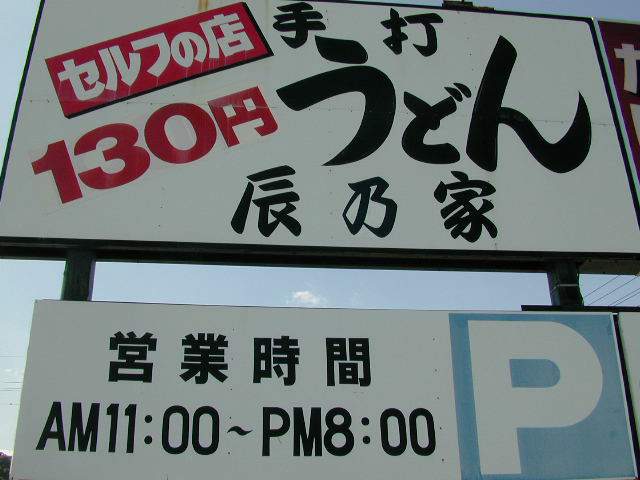 セルフの店
130円
手打
うどん
辰乃家
営業時間
AM11:00~PM8:00
P